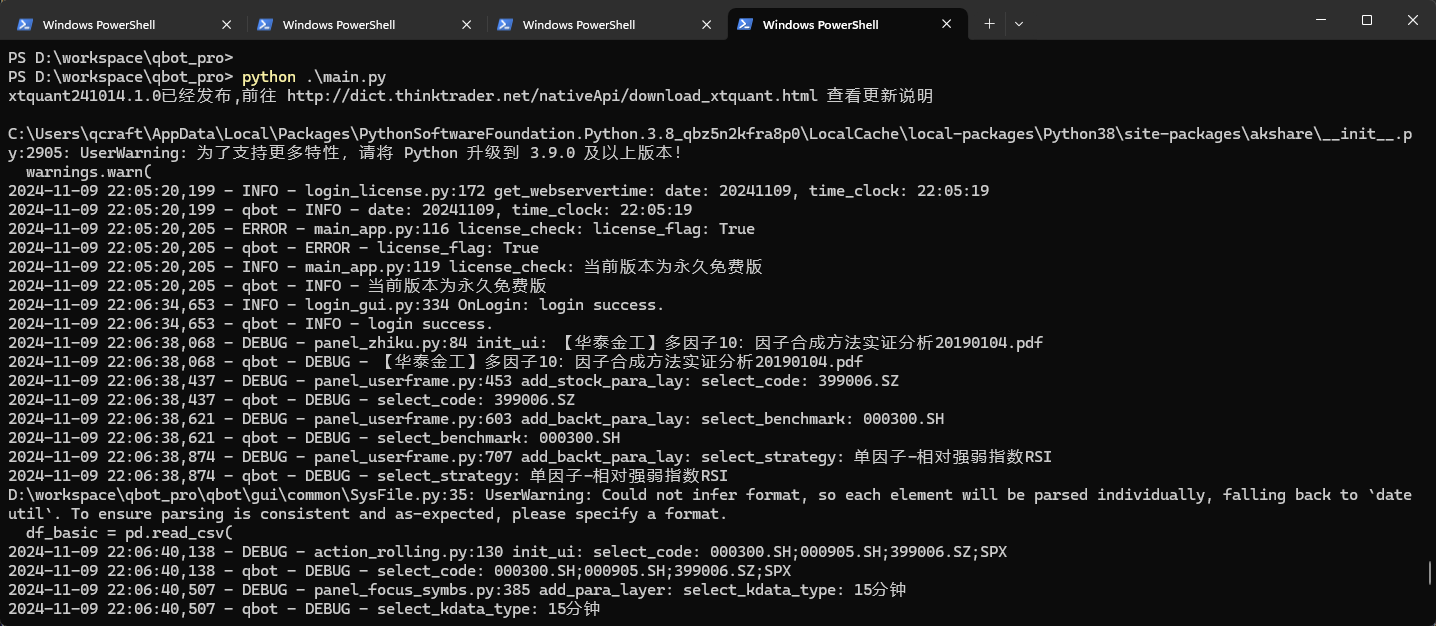 Windows PowerShell
Windows PowerShell
Windows PowerShell
Windows PowerShell
PS D:\workspace\qbot_pro>
PS D:\workspace\qbot_pro> python .\main.py
xtquant241014.1.0已经发布,前往 http://dict.thinktrader.net/nativeApi/download_xtquant.html 查看更新说明
C:\Users\qcraft\AppData\Local\Packages\PythonSoftwareFoundation.Python.3.8_qbz5n2kfra8p0\LocalCache\local-packages\Python38\site-packages\akshare\__init__.p
y:2905: UserWarning: 为了支持更多特性，请将 Python 升级到 3.9.0 及以上版本！
warnings.warn(
2024-11-09 22:05:20,199 - INFO - login_license.py:172 get_webservertime: date: 20241109, time_clock: 22:05:19
2024-11-09 22:05:20,199 - qbot - INFO - date: 20241109, time_clock: 22:05:19
2024-11-09 22:05:20,205 - ERROR - main_app.py:116 license_check: license_flag: True
2024-11-09 22:05:20,205 - qbot - ERROR - license_flag: True
2024-11-09 22:05:20,205 - INFO - main_app.py:119 license_check: 当前版本为永久免费版
2024-11-09 22:05:20,205 - qbot - INFO - 当前版本为永久免费版
2024-11-09 22:06:34,653 - INFO - login_gui.py:334 OnLogin: login success.
2024-11-09 22:06:34,653 - qbot - INFO - login success.
2024-11-09 22:06:38,068 - DEBUG - panel_zhiku.py:84 init_ui: 【华泰金工】多因子10：因子合成方法实证分析20190104.pdf
2024-11-09 22:06:38,068 - qbot - DEBUG - 【华泰金工】多因子10：因子合成方法实证分析20190104.pdf
2024-11-09 22:06:38,437 - DEBUG - panel_userframe.py:453 add_stock_para_lay: select_code: 399006.SZ
2024-11-09 22:06:38,437 - qbot - DEBUG - select_code: 399006.SZ
2024-11-09 22:06:38,621 - DEBUG - panel_userframe.py:603 add_backt_para_lay: select_benchmark: 000300.SH
2024-11-09 22:06:38,621 - qbot - DEBUG - select_benchmark: 000300.SH
2024-11-09 22:06:38,874 - DEBUG - panel_userframe.py:707 add_backt_para_lay: select_strategy: 单因子-相对强弱指数RSI
2024-11-09 22:06:38,874 - qbot - DEBUG - select_strategy: 单因子-相对强弱指数RSI
D:\workspace\qbot_pro\qbot\gui\common\SysFile.py:35: UserWarning: Could not infer format, so each element will be parsed individually, falling back to `date
util`. To ensure parsing is consistent and as-expected, please specify a format.
df_basic = pd.read_csv(
2024-11-09 22:06:40,138 - DEBUG - action_rolling.py:130 init_ui: select_code: 000300.SH;000905.SH;399006.SZ;SPX
2024-11-09 22:06:40,138 - qbot - DEBUG - select_code: 000300.SH;000905.SH;399006.SZ;SPX
2024-11-09 22:06:40,507 - DEBUG - panel_focus_symbs.py:385 add_para_layer: select_kdata_type: 15分钟
2024-11-09 22:06:40,507 - qbot - DEBUG - select_kdata_type: 15分钟